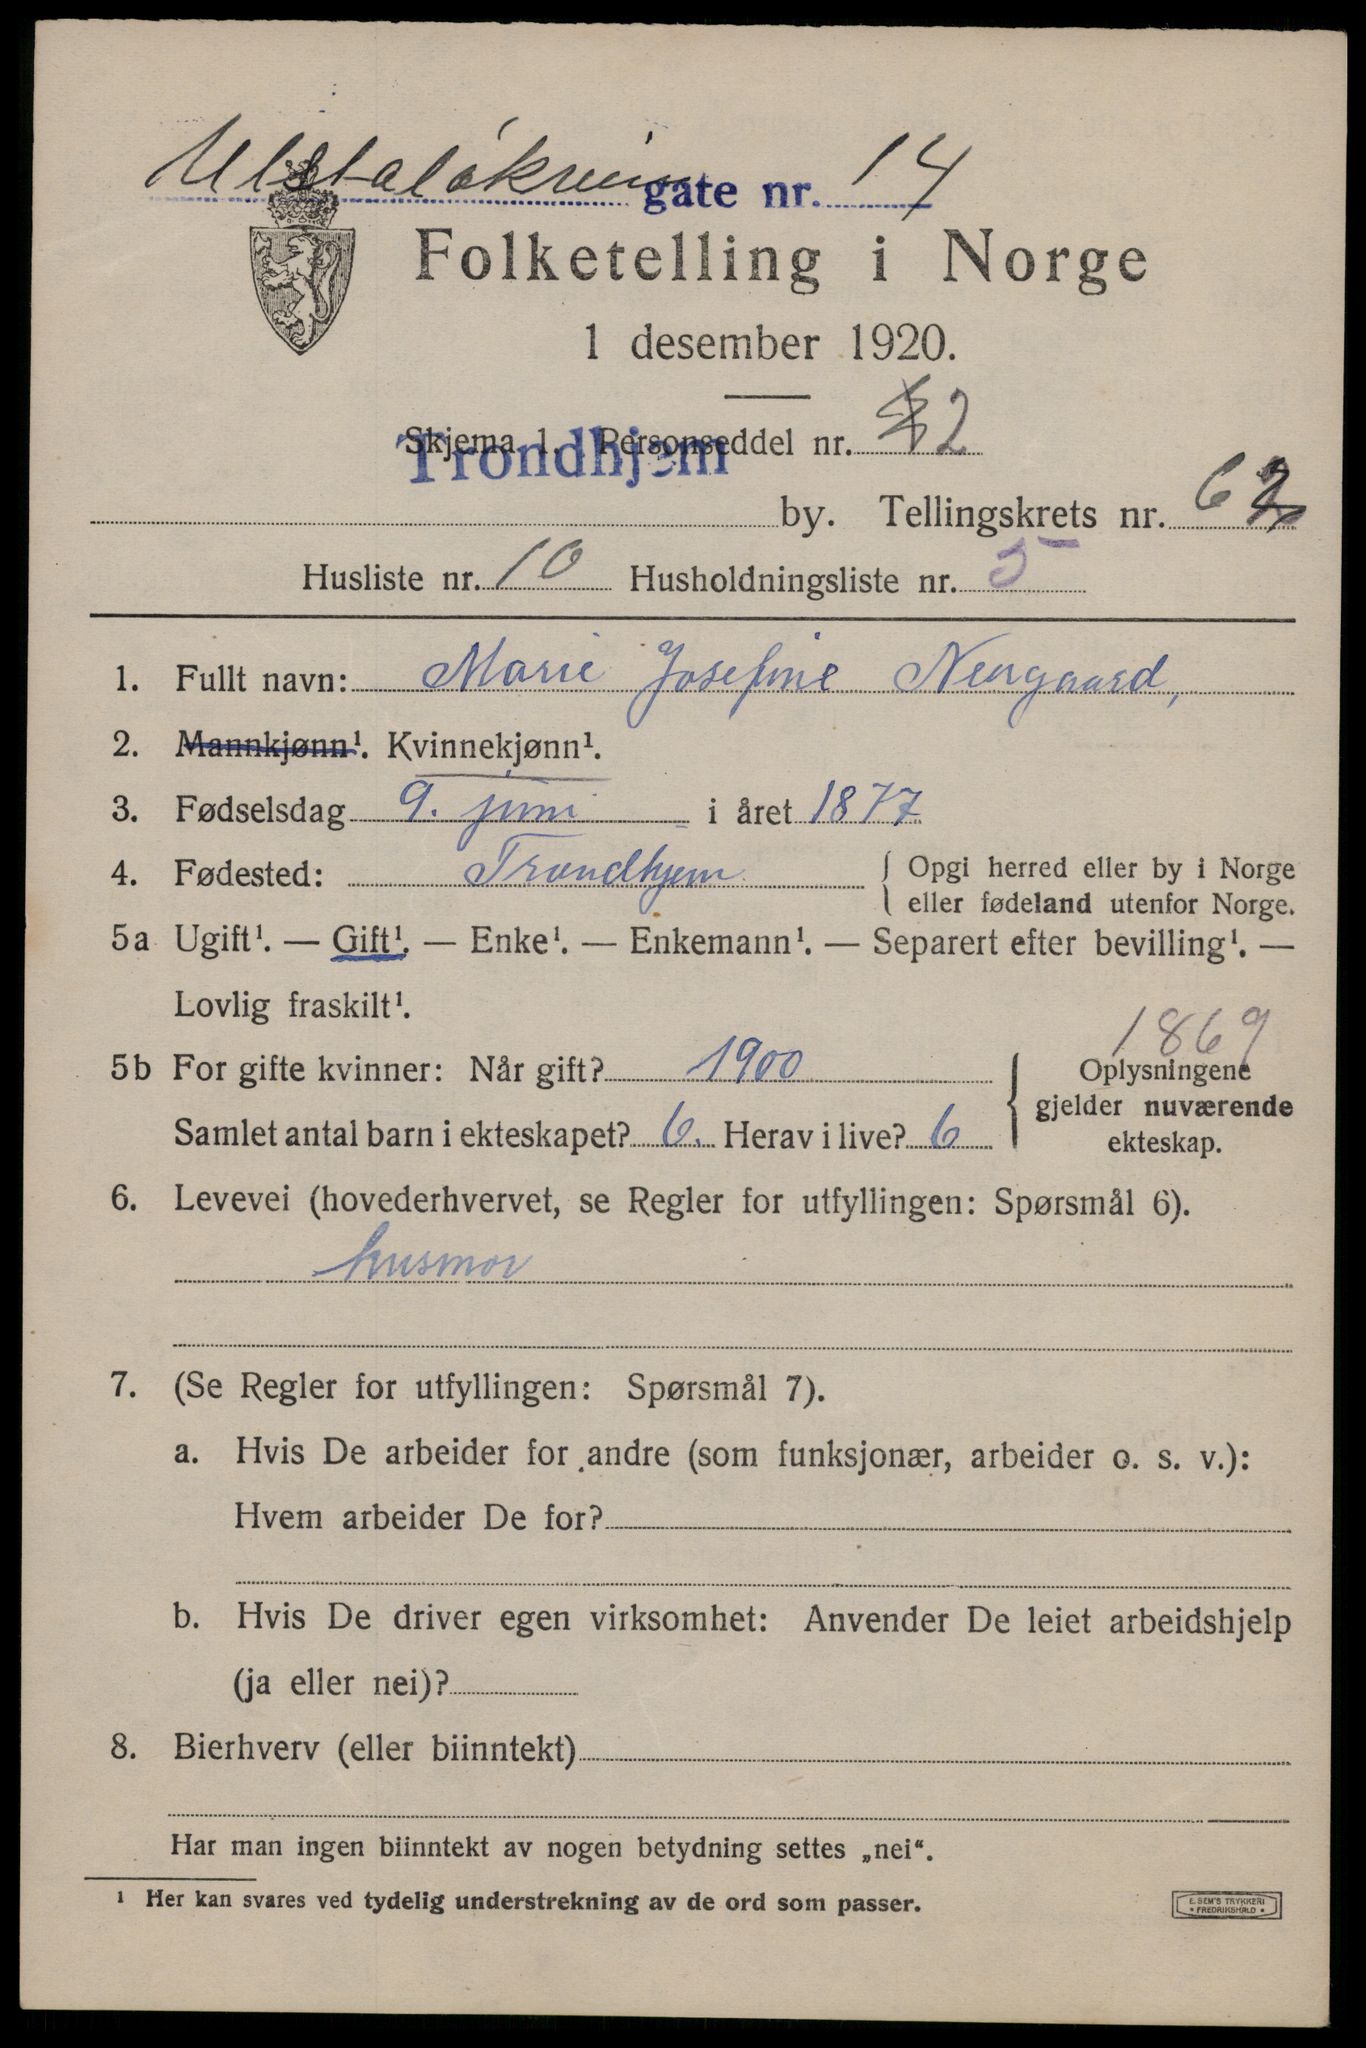 gate nr. 14
Folketelling i Norge
1 desember 1920.
Skjema 1. Personseddel nr. 2
Trondhjem
by. Tellingskrets nr. 62
Husliste nr. 10 Husholdningsliste nr. 5
1. Fullt navn: Marie Josefine Neergaard,
2. Mannkjønn¹. Kvinnekjønn¹.
3. Fødselsdag 9. juni i året 1877
4. Fødested: Trondhjem { Opgi herred eller by i Norge
eller fødeland utenfor Norge.
5a Ugift¹. — Gift¹. — Enke¹. — Enkemann¹. — Separert efter bevilling¹. —
Lovlig fraskilt¹.
1869
5b For gifte kvinner: Når gift? 1900 { Oplysningene
gjelder nuværende
Samlet antal barn i ekteskapet? 6. Herav i live? 6
ekteskap.
6. Levevei (hovederhvervet, se Regler for utfyllingen: Spørsmål 6).
husmor
7. (Se Regler for utfyllingen: Spørsmål 7).
a. Hvis De arbeider for andre (som funksjonær, arbeider o. s. v.):
Hvem arbeider De for?
b. Hvis De driver egen virksomhet: Anvender De leiet arbeidshjelp
(ja eller nei)?
8. Bierhverv (eller biinntekt)
Har man ingen biinntekt av nogen betydning settes „nei“.
¹ Her kan svares ved tydelig understrekning av de ord som passer.
E. SEM'S TRYKKERI
* FREDRIKSHALD *